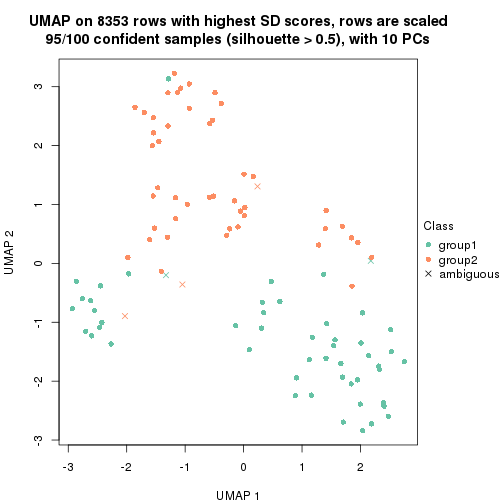 UMAP on 8353 rows with highest SD scores, rows are scaled
95/100 confident samples (silhouette > 0.5), with 10 PCs
3
2
1
0
-1
-2
-3
UMAP 2
-3
-2
-1
0
1
2
UMAP 1
Class
group1
group2
ambiguous